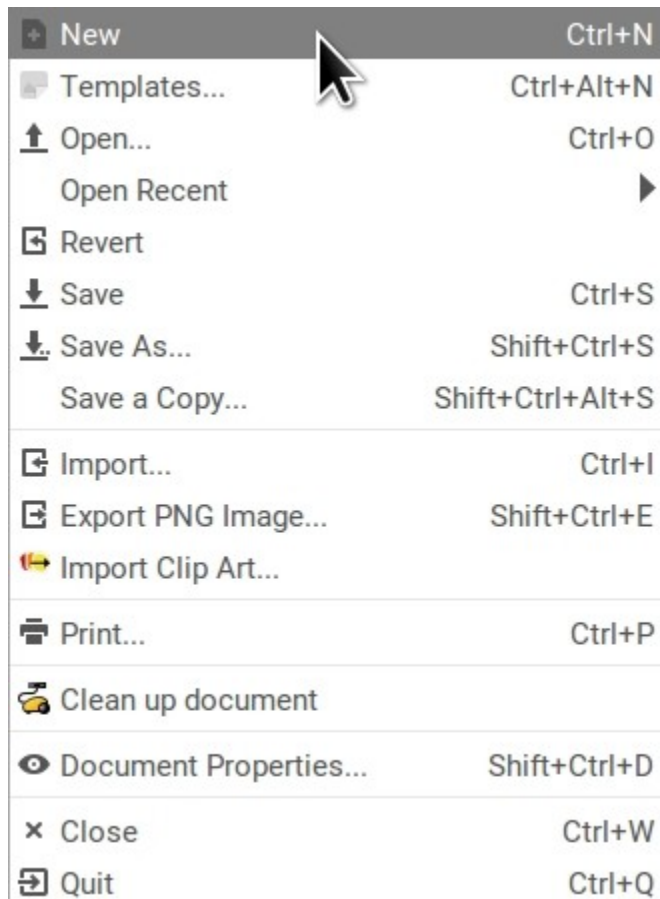 New Ctrl+N
Templates... Ctrl+Alt+N
Open... Ctrl+O
Open Recent
Revert
Save Ctrl+S
Save As... Shift+Ctrl+S
Save a Copy... Shift+Ctrl+Alt+S
Import... Ctrl+I
Export PNG Image... Shift+Ctrl+E
Import Clip Art...
Print... Ctrl+P
Clean up document
Document Properties... Shift+Ctrl+D
Close Ctrl+W
Quit Ctrl+Q